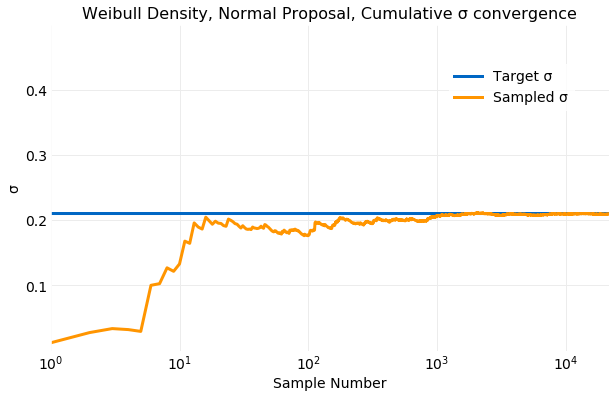 Weibull Density, Normal Proposal, Cumulative σ convergence
Target σ
Sampled σ
σ
0.4
0.3
0.2
0.1
10⁰
10¹
10²
10³
10⁴
Sample Number